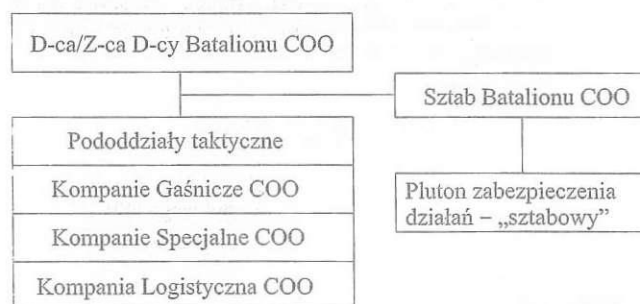 D-ca/Z-ca D-cy Batalionu COO
Sztab Batalionu COO
Pododdziały taktyczne
Kompanie Gaśnicze COO
Kompanie Specjalne COO
Kompania Logistyczna COO
Pluton zabezpieczenia
działań – „sztabowy”